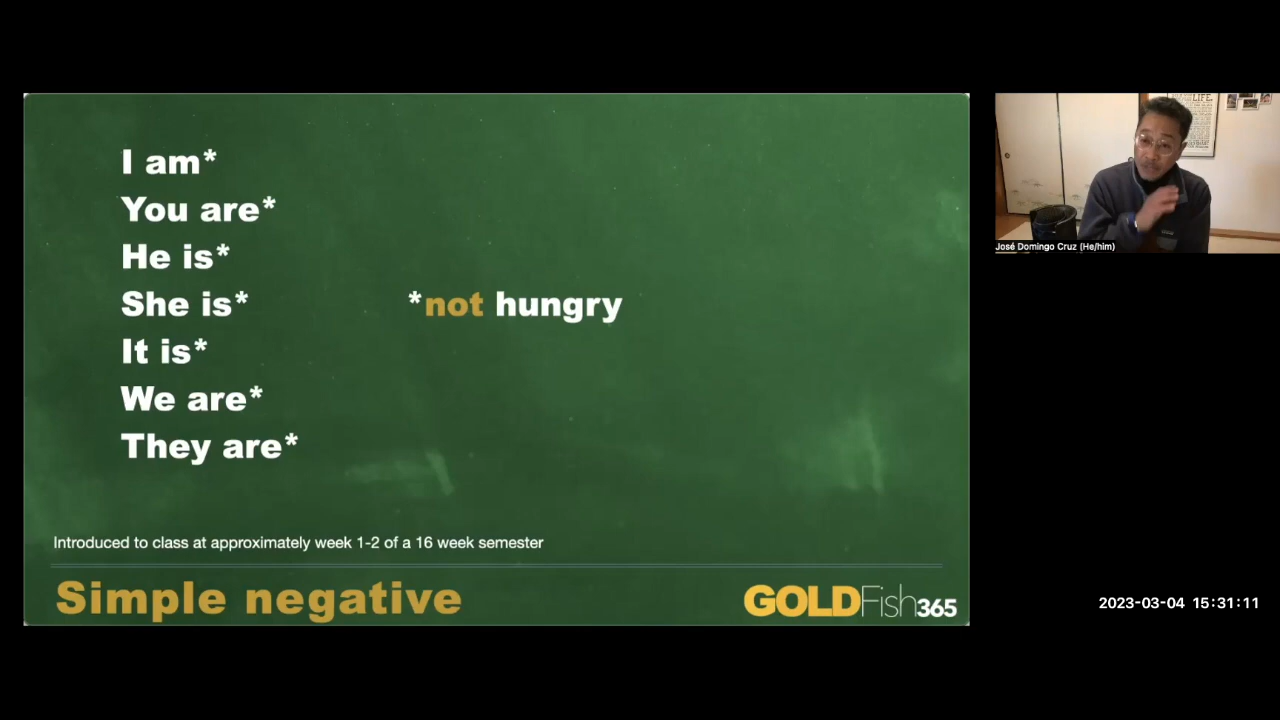 I am*
You are*
He is*
She is*
*not hungry
It is*
We are*
They are*
Introduced to class at approximately week 1-2 of a 16 week semester
Simple negative
GOLDFish365
LIFE.
José Domingo Cruz (He/him)
2023-03-04 15:31:11